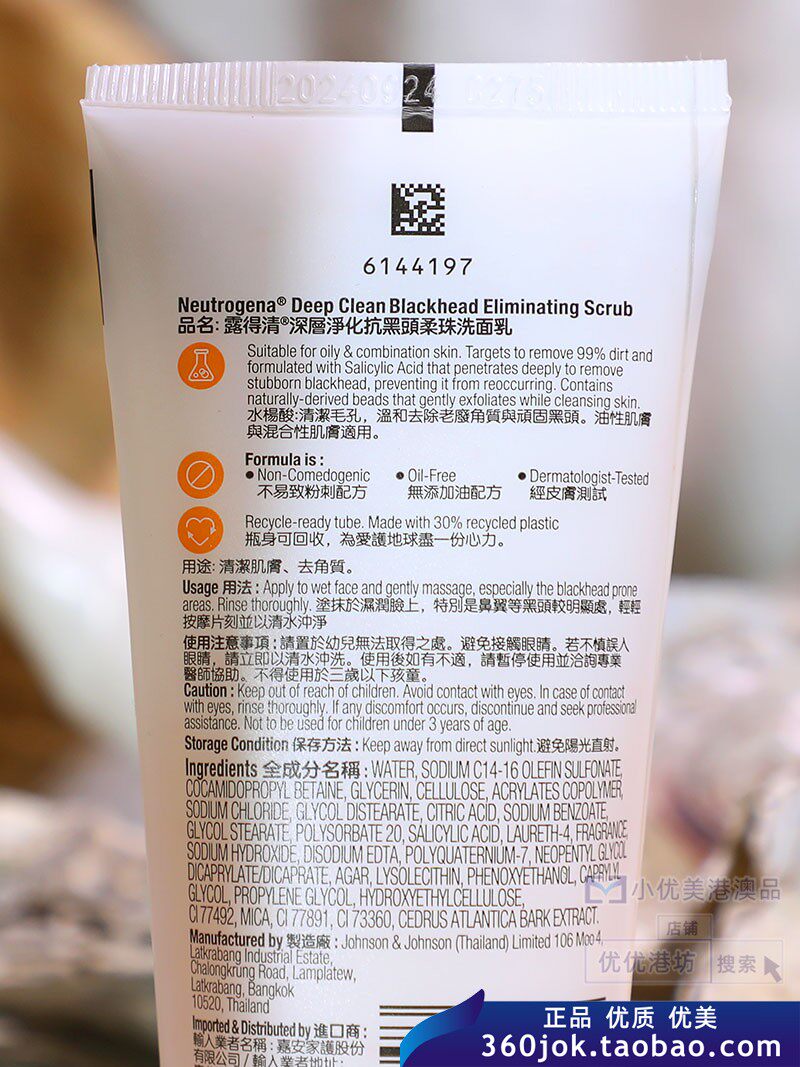 20240924 0275
6144197
Neutrogena® Deep Clean Blackhead Eliminating Scrub
品名: 露得清®深層淨化抗黑頭柔珠洗面乳
Suitable for oily & combination skin. Targets to remove 99% dirt and
formulated with Salicylic Acid that penetrates deeply to remove
stubborn blackhead, preventing it from reoccurring. Contains
naturally-derived beads that gently exfoliates while cleansing skin.
水楊酸:清潔毛孔，溫和去除老廢角質與頑固黑頭。油性肌膚
與混合性肌膚適用。
Formula is :
● Non-Comedogenic ● Oil-Free ● Dermatologist-Tested
不易致粉刺配方 無添加油配方 經皮膚測試
Recycle-ready tube. Made with 30% recycled plastic
瓶身可回收，為愛護地球盡一份心力。
用途: 清潔肌膚、去角質。
Usage 用法 : Apply to wet face and gently massage, especially the blackhead prone
areas. Rinse thoroughly. 塗抹於濕潤臉上，特別是鼻翼等黑頭較明顯處，輕輕
按摩片刻並以清水沖淨
使用注意事項 : 請置於幼兒無法取得之處。避免接觸眼睛。若不慎誤入
眼睛，請立即以清水沖洗。使用後如有不適，請暫停使用並洽詢專業
醫師協助。不得使用於三歲以下孩童。
Caution : Keep out of reach of children. Avoid contact with eyes. In case of contact
with eyes, rinse thoroughly. If any discomfort occurs, discontinue and seek professional
assistance. Not to be used for children under 3 years of age.
Storage Condition 保存方法 : Keep away from direct sunlight.避免陽光直射。
Ingredients 全成分名稱 : WATER, SODIUM C14-16 OLEFIN SULFONATE,
COCAMIDOPROPYL BETAINE, GLYCERIN, CELLULOSE, ACRYLATES COPOLYMER,
SODIUM CHLORIDE, GLYCOL DISTEARATE, CITRIC ACID, SODIUM BENZOATE,
GLYCOL STEARATE, POLYSORBATE 20, SALICYLIC ACID, LAURETH-4, FRAGRANCE,
SODIUM HYDROXIDE, DISODIUM EDTA, POLYQUATERNIUM-7, NEOPENTYL GLYCOL
DICAPRYLATE/DICAPRATE, AGAR, LYSOLECITHIN, PHENOXYETHANOL, CAPRYLYL
GLYCOL, PROPYLENE GLYCOL, HYDROXYETHYLCELLULOSE,
CI 77492, MICA, CI 77891, CI 73360, CEDRUS ATLANTICA BARK EXTRACT.
Manufactured by 製造廠 : Johnson & Johnson (Thailand) Limited 106 Moo 4,
Latkrabang Industrial Estate,
Chalongkrung Road, Lamplatew,
Latkrabang, Bangkok
10520, Thailand
Imported & Distributed by 進口商 :
輸入業者名稱 : 嘉安家護股份
有限公司 / 輸入業者地址:
小优美港澳品
店鋪
优优港坊 搜索
正品 优质 优美
360jok.taobao.com